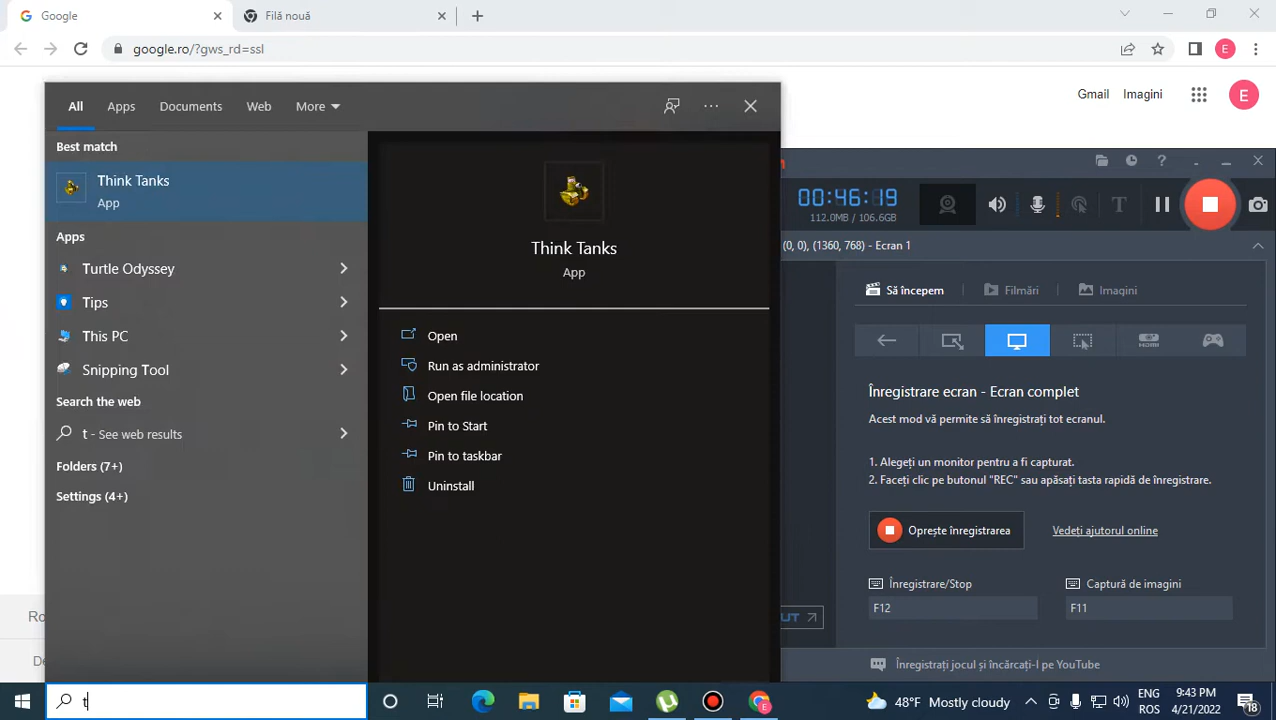 Google
Filă nouă
google.ro/?gws_rd=ssl
Gmail
Imagini
E
All
Apps
Documents
Web
More
Best match
Think Tanks
App
Apps
Turtle Odyssey
Tips
This PC
Snipping Tool
Search the web
t - See web results
Folders (7+)
Settings (4+)
Think Tanks
App
Open
Run as administrator
Open file location
Pin to Start
Pin to taskbar
Uninstall
00:46:19
112.0MB / 106.6GB
(0, 0), (1360, 768) - Ecran 1
Să începem
Filmări
Imagini
HDMI
Înregistrare ecran - Ecran complet
Acest mod vă permite să înregistrați tot ecranul.
1. Alegeți un monitor pentru a fi capturat.
2. Faceți clic pe butonul "REC" sau apăsați tasta rapidă de înregistrare.
Oprește înregistrarea
Vedeți ajutorul online
Înregistrare/Stop
Captură de imagini
F12
F11
Înregistrați jocul și încărcați-l pe YouTube
t
48°F Mostly cloudy
ENG
ROS
9:43 PM
4/21/2022
18